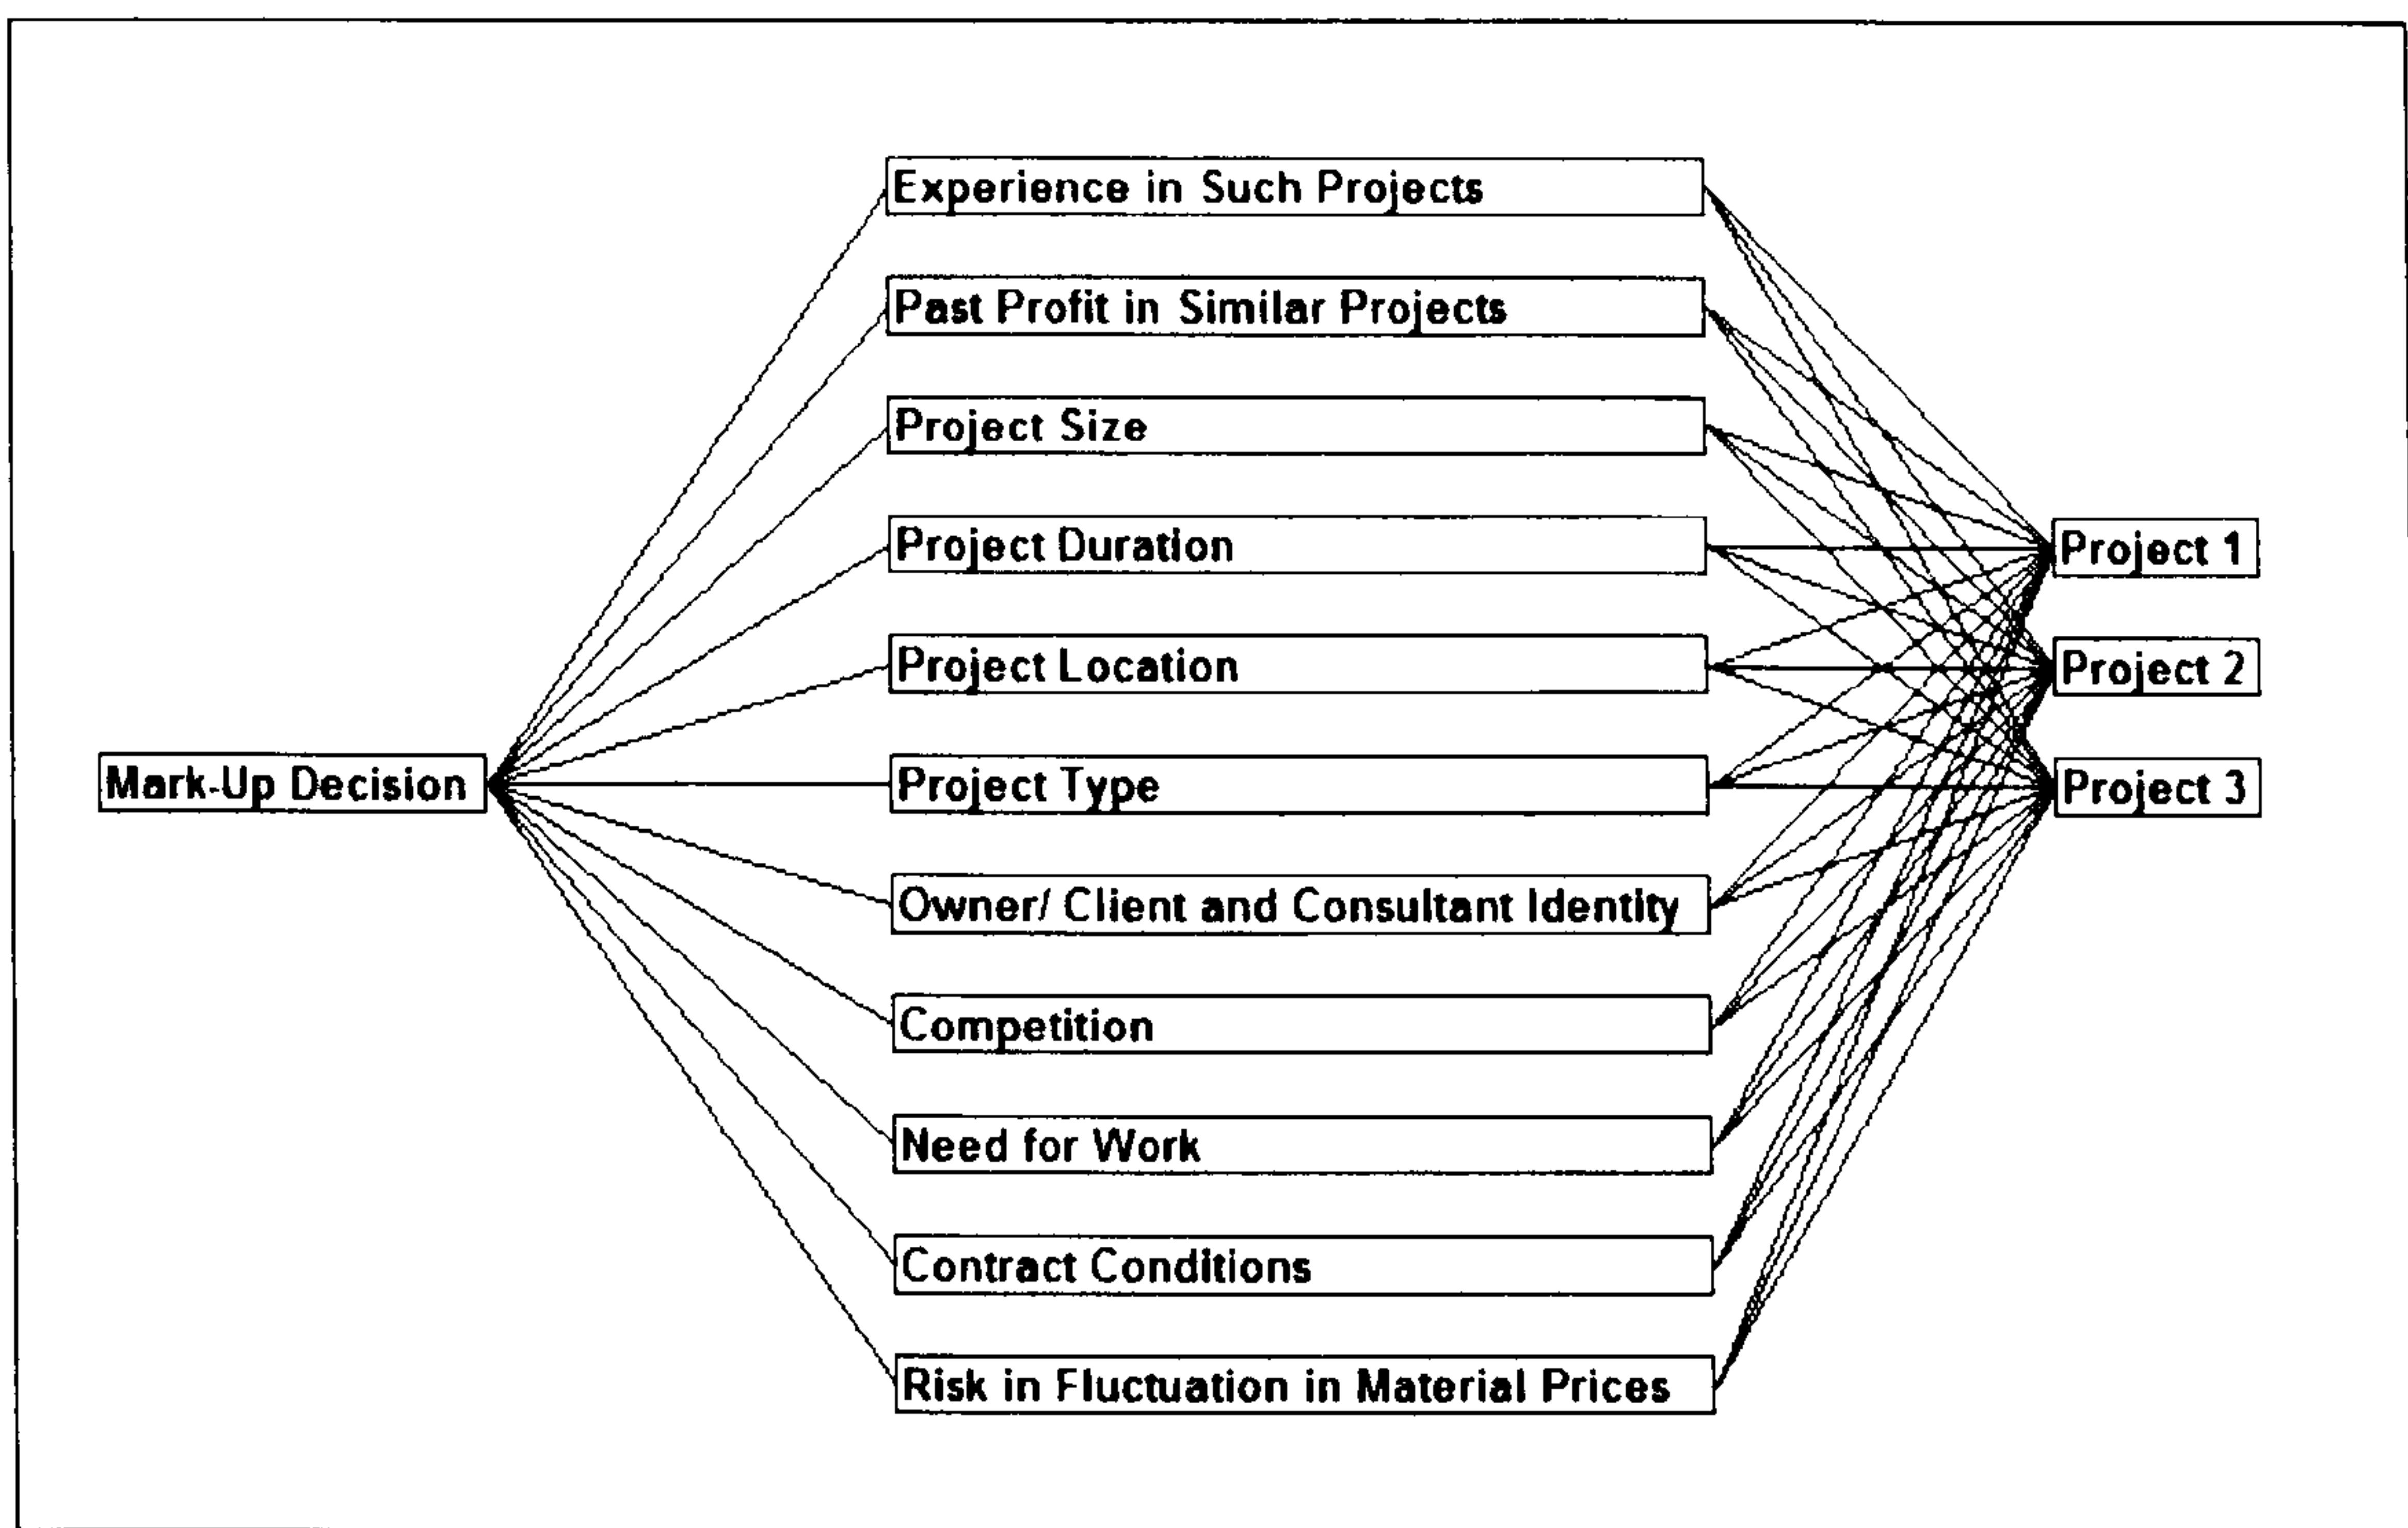 Mark-Up Decision
Experience in Such Projects
Past Profit in Similar Projects
Project Size
Project Duration
Project Location
Project Type
Owner/ Client and Consultant Identity
Competition
Need for Work
Contract Conditions
Risk in Fluctuation in Material Prices
Project 1
Project 2
Project 3